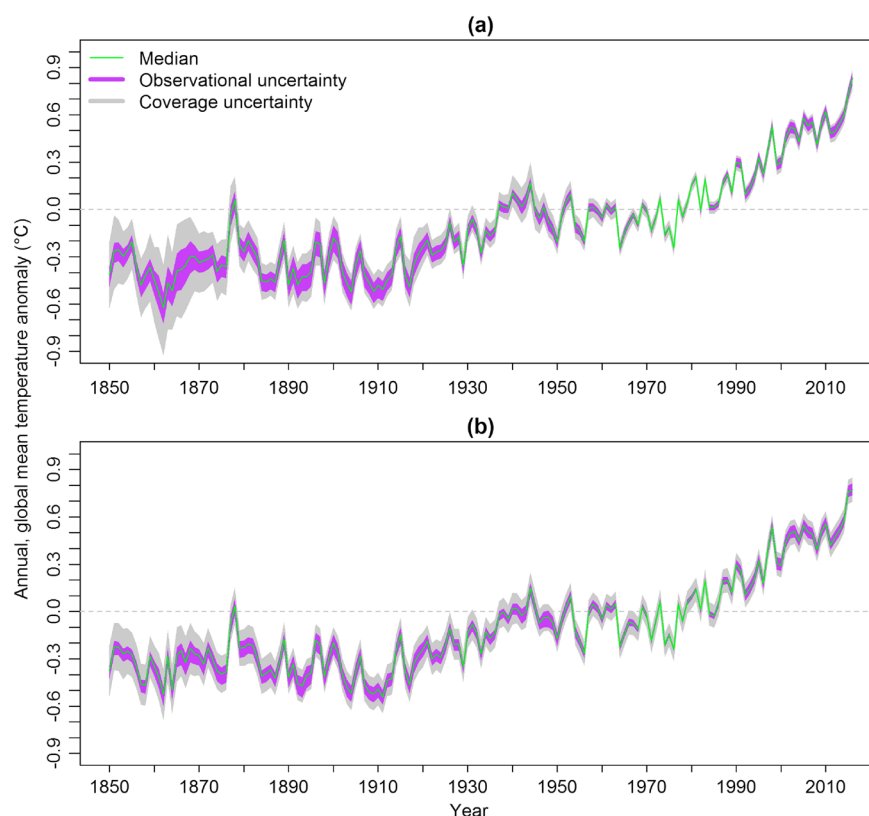 (a)
Median
Observational uncertainty
Coverage uncertainty
0.9
0.6
0.3
0.0
-0.3
-0.6
-0.9
1850 1870 1890 1910 1930 1950 1970 1990 2010
Annual, global mean temperature anomaly (°C)
(b)
0.9
0.6
0.3
0.0
-0.3
-0.6
-0.9
1850 1870 1890 1910 1930 1950 1970 1990 2010
Year